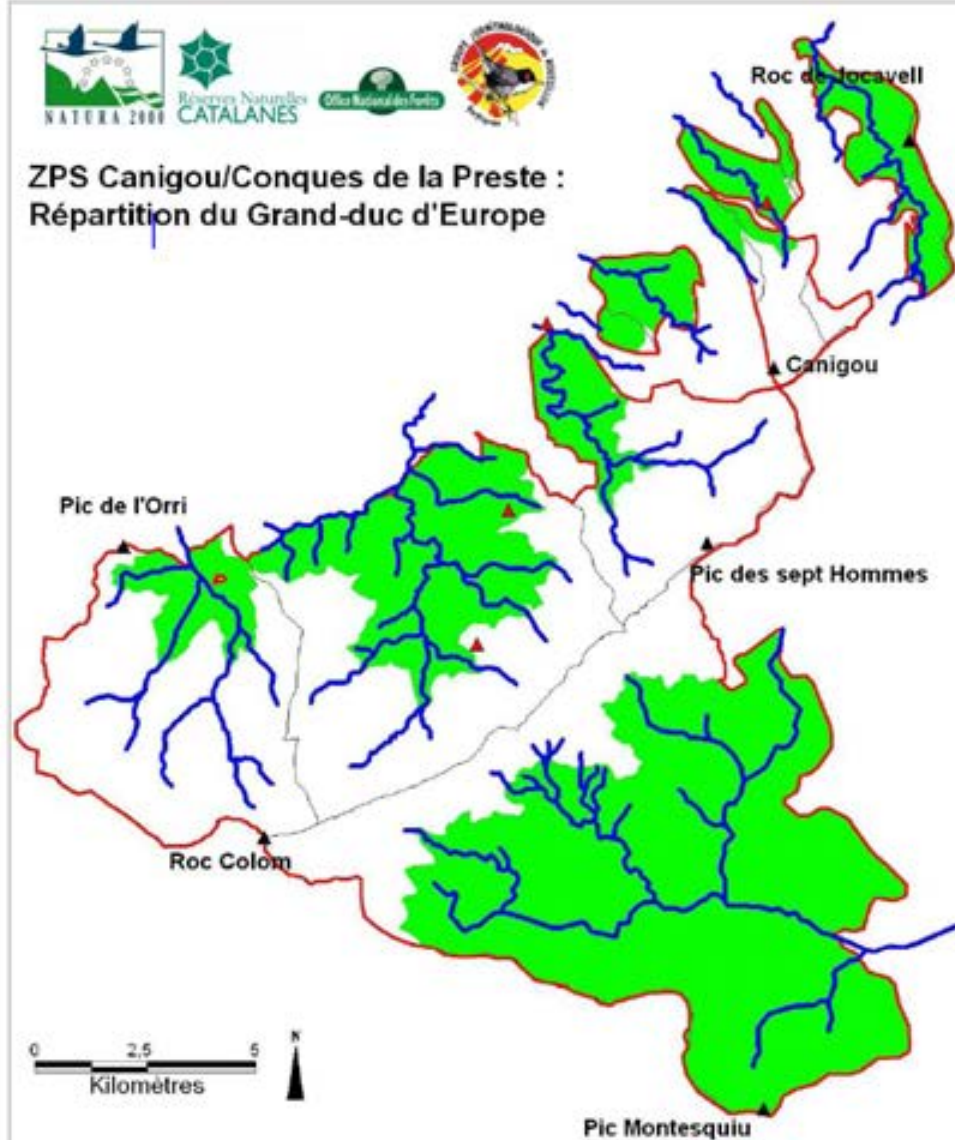 NATURA 2000
Réserves Naturelles
CATALANES
Office National des Forêts
ZPS Canigou/Conques de la Preste :
Répartition du Grand-duc d'Europe
Roc de Jocavell
Canigou
Pic de l'Orri
Pic des sept Hommes
Roc Colom
0 2,5 5
Kilomètres
N
Pic Montesquiu